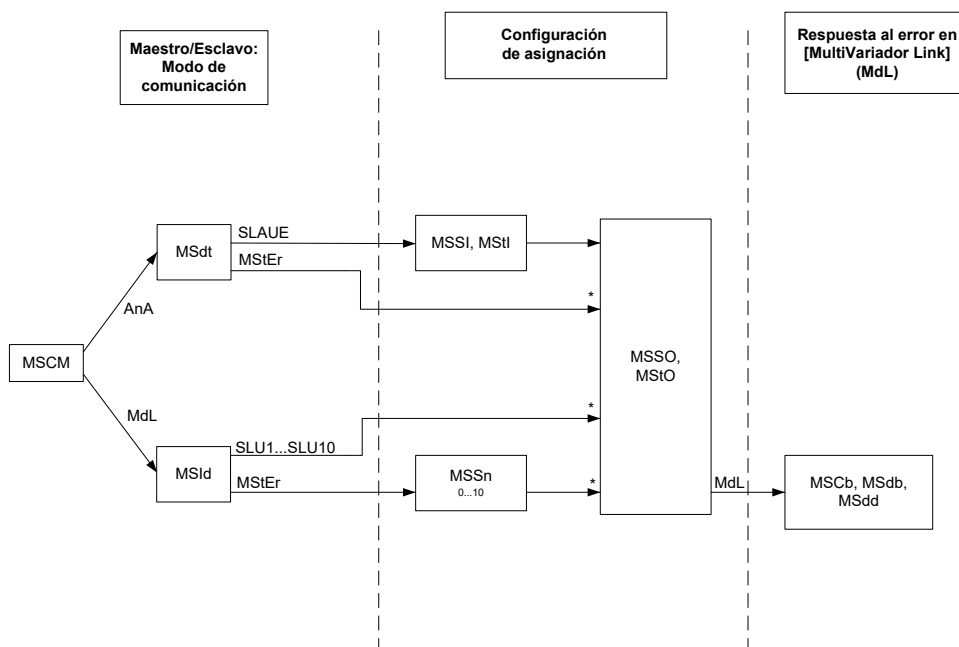 Maestro/Esclavo:
Modo de
comunicación
Configuración
de asignación
Respuesta al error en
[MultiVariador Link]
(MdL)
MSCM
AnA
MdL
MSdt
SLAUE
MStEr
MSSI, MStI
*
MSSO,
MStO
MSId
SLU1...SLU10
*
MStEr
MSSn
0...10
*
MdL
MSCb, MSdb,
MSdd